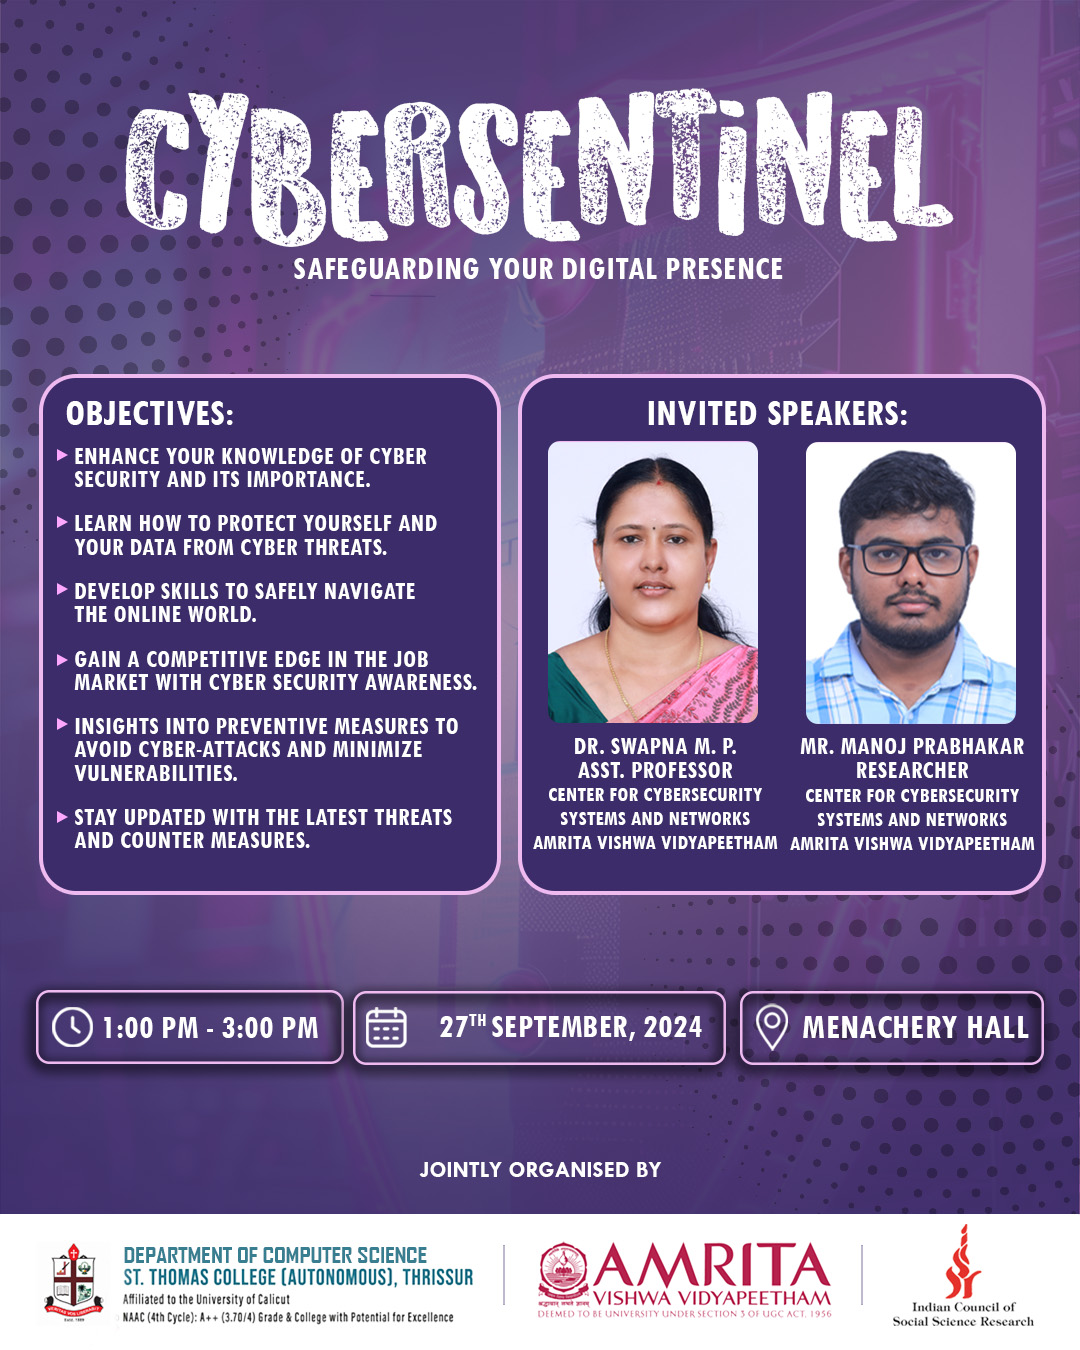 CYBERSENTINEL
SAFEGUARDING YOUR DIGITAL PRESENCE
OBJECTIVES:
ENHANCE YOUR KNOWLEDGE OF CYBER
SECURITY AND ITS IMPORTANCE.
LEARN HOW TO PROTECT YOURSELF AND
YOUR DATA FROM CYBER THREATS.
DEVELOP SKILLS TO SAFELY NAVIGATE
THE ONLINE WORLD.
GAIN A COMPETITIVE EDGE IN THE JOB
MARKET WITH CYBER SECURITY AWARENESS.
INSIGHTS INTO PREVENTIVE MEASURES TO
AVOID CYBER-ATTACKS AND MINIMIZE
VULNERABILITIES.
STAY UPDATED WITH THE LATEST THREATS
AND COUNTER MEASURES.
INVITED SPEAKERS:
DR. SWAPNA M. P.
ASST. PROFESSOR
CENTER FOR CYBERSECURITY
SYSTEMS AND NETWORKS
AMRITA VISHWA VIDYAPEETHAM
MR. MANOJ PRABHAKAR
RESEARCHER
CENTER FOR CYBERSECURITY
SYSTEMS AND NETWORKS
AMRITA VISHWA VIDYAPEETHAM
1:00 PM - 3:00 PM
27TH SEPTEMBER, 2024
MENACHERY HALL
JOINTLY ORGANISED BY
DEPARTMENT OF COMPUTER SCIENCE
ST. THOMAS COLLEGE (AUTONOMOUS), THRISSUR
Affiliated to the University of Calicut
NAAC (4th Cycle): A++ (3.70/4) Grade & College with Potential for Excellence
AMRITA
VISHWA VIDYAPEETHAM
DEEMED TO BE UNIVERSITY UNDER SECTION 3 OF UGC ACT, 1956
Indian Council of
Social Science Research